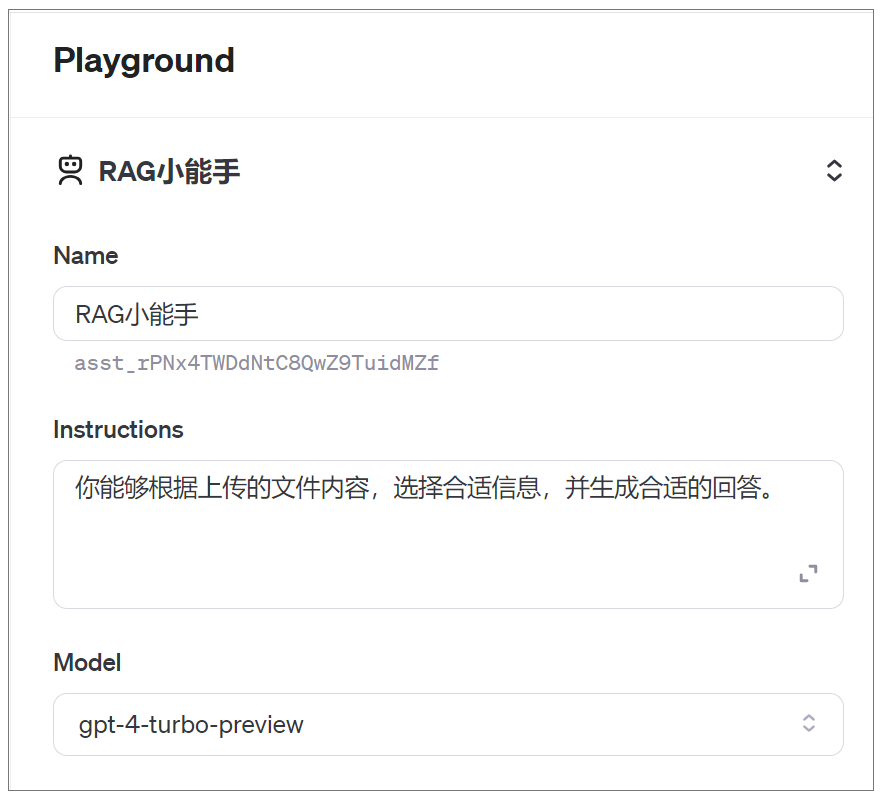 Playground
RAG小能手
Name
RAG小能手
asst_rPNx4TWDdNtC8QwZ9TuidMZf
Instructions
你能够根据上传的文件内容，选择合适信息，并生成合适的回答。
Model
gpt-4-turbo-preview